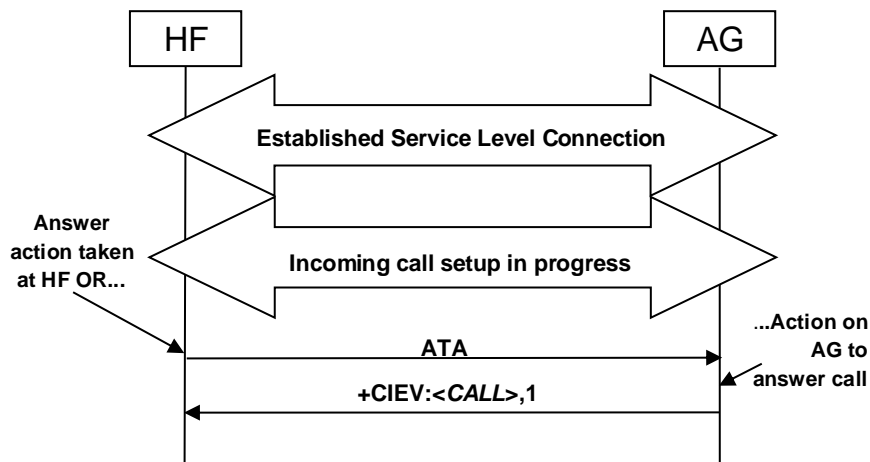 HF
AG
Established Service Level Connection
Answer
action taken
at HF OR...
Incoming call setup in progress
...Action on
AG to
answer call
ATA
+CIEV:<CALL>,1